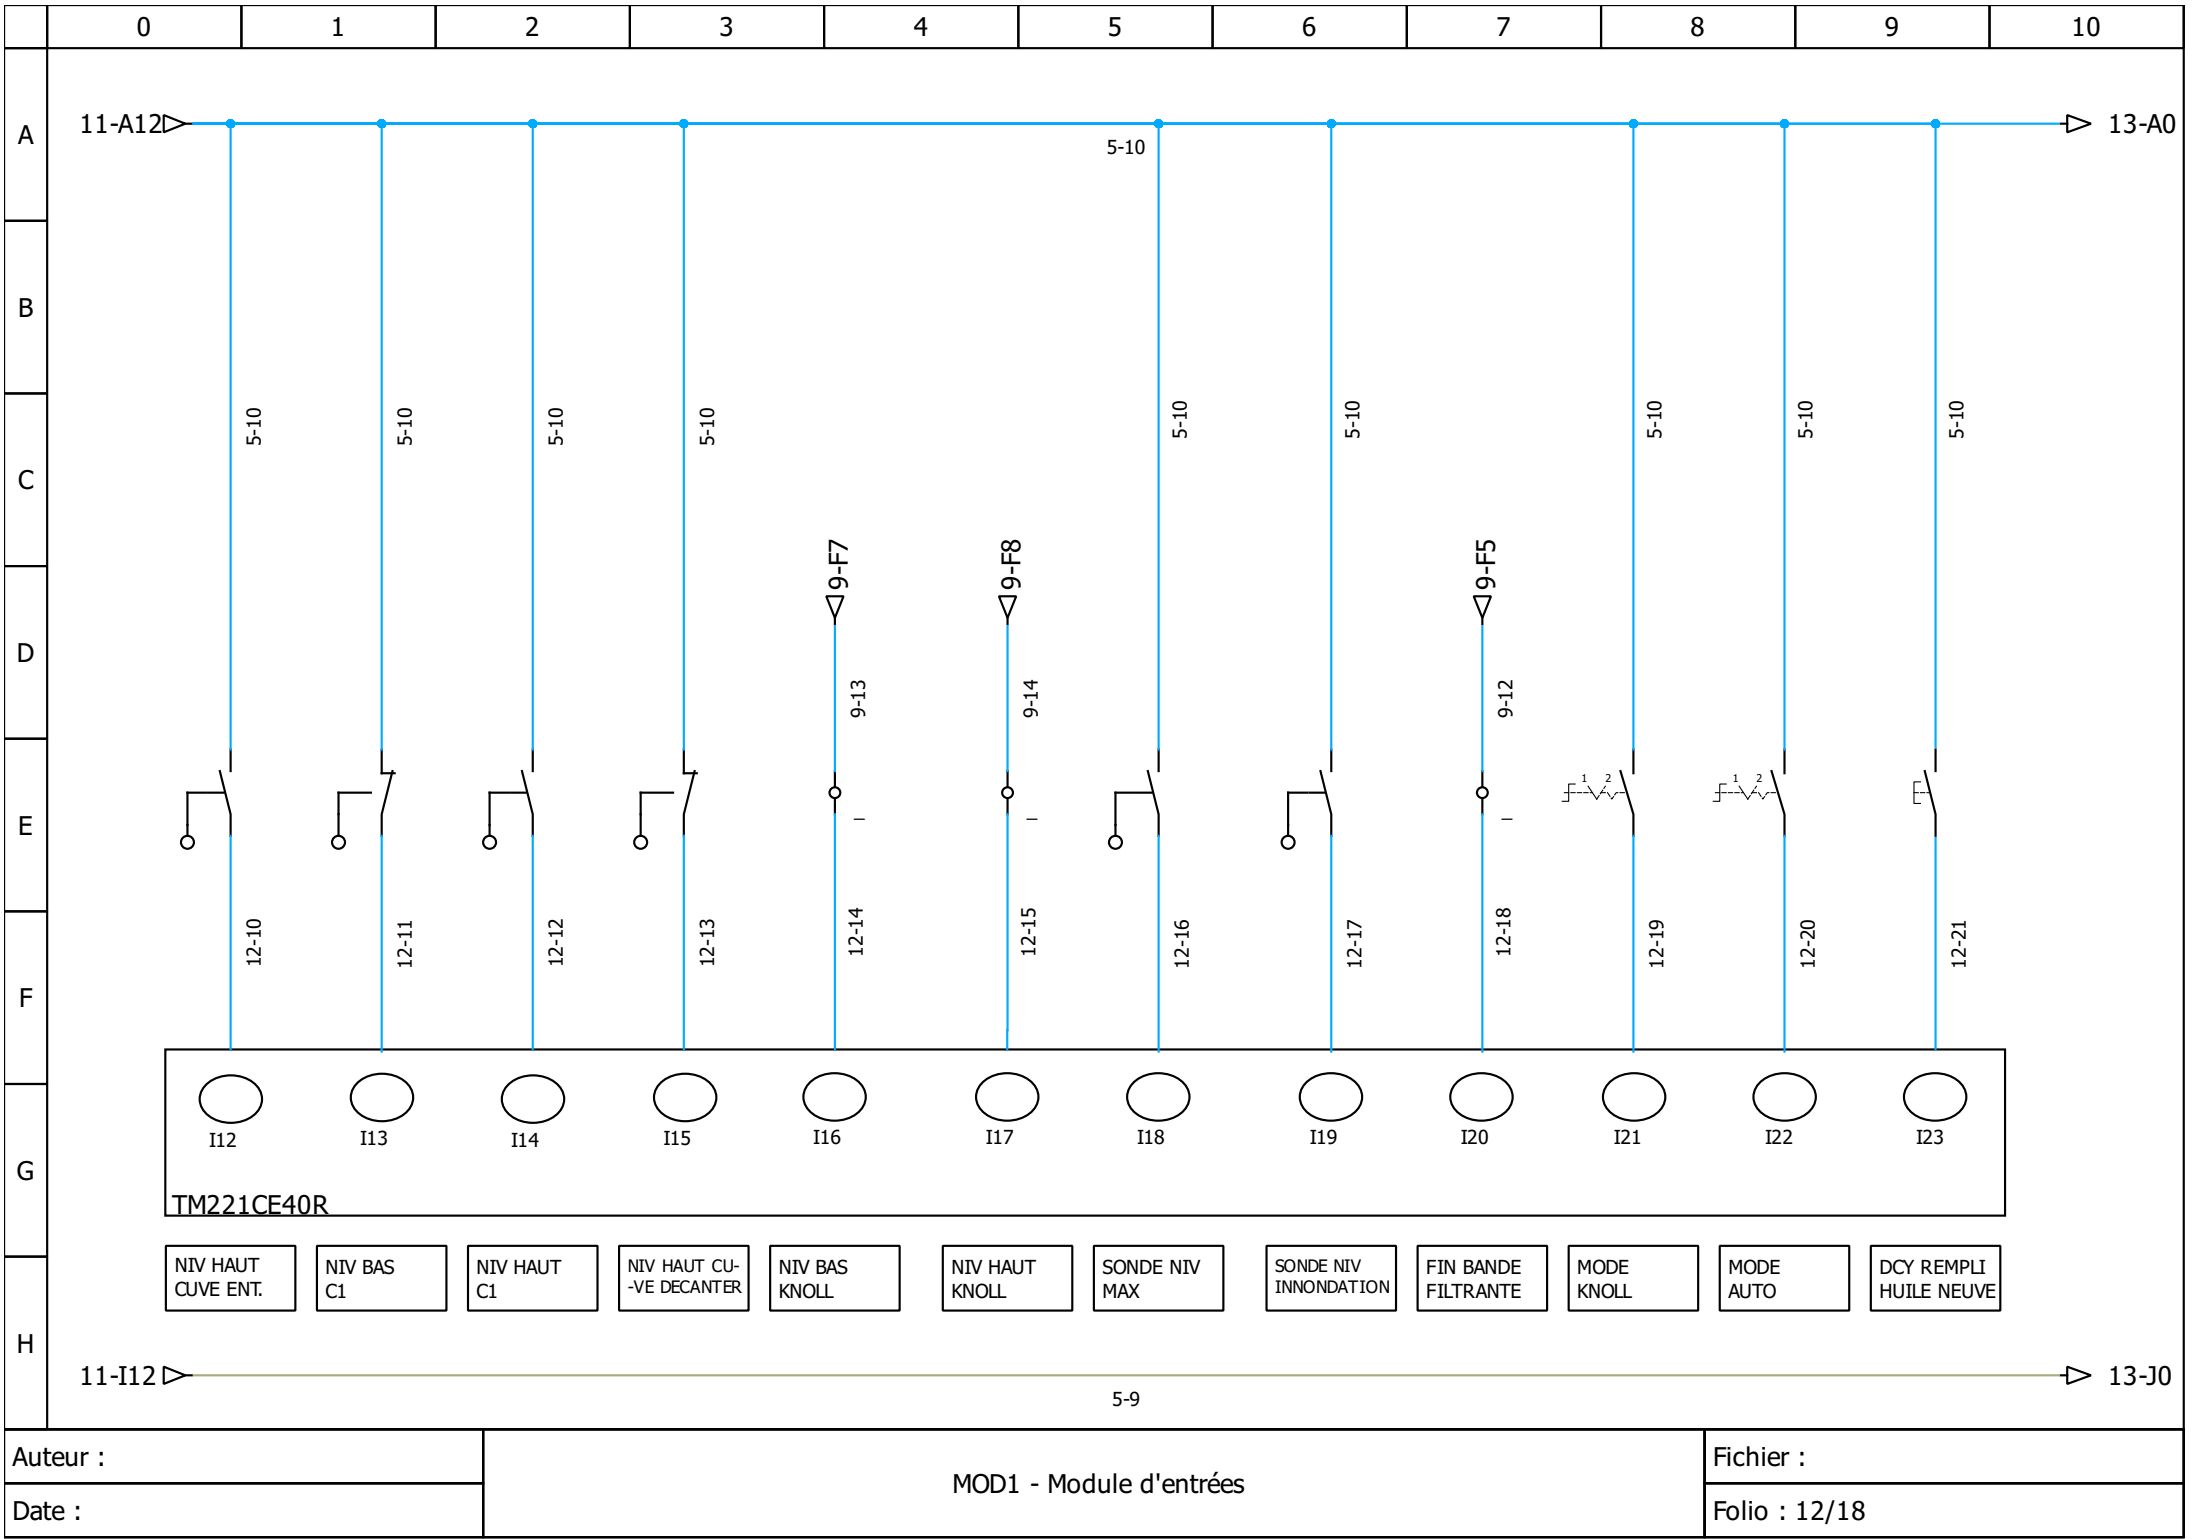 0 1 2 3 4 5 6 7 8 9 10
A
B
C
D
E
F
G
H
11-A12
13-A0
5-10
5-10 5-10 5-10 5-10 5-10 5-10 5-10 5-10 5-10
9-F7 9-F8 9-F5
9-13 9-14 9-12
1 2 1 2
12-10 12-11 12-12 12-13 12-14 12-15 12-16 12-17 12-18 12-19 12-20 12-21
I12 I13 I14 I15 I16 I17 I18 I19 I20 I21 I22 I23
TM221CE40R
NIV HAUT
CUVE ENT.
NIV BAS
C1
NIV HAUT
C1
NIV HAUT CU-
-VE DECANTER
NIV BAS
KNOLL
NIV HAUT
KNOLL
SONDE NIV
MAX
SONDE NIV
INNONDATION
FIN BANDE
FILTRANTE
MODE
KNOLL
MODE
AUTO
DCY REMPLI
HUILE NEUVE
11-I12
13-J0
5-9
Auteur :
Date :
MOD1 - Module d'entrées
Fichier :
Folio : 12/18